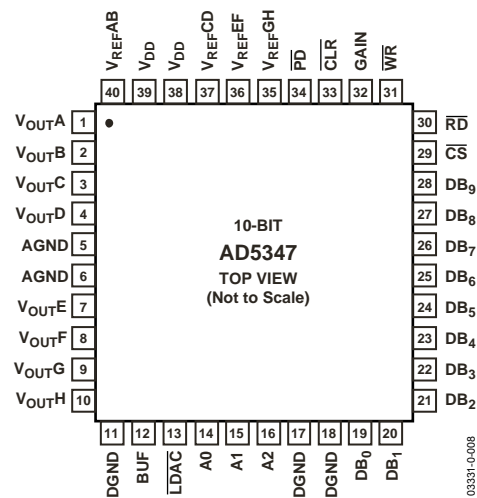 VREFAB
VDD
VDD
VREFCD
VREFEF
VREFGH
PD
CLR
GAIN
WR
40 39 38 37 36 35 34 33 32 31
VOUTA 1
VOUTB 2
VOUTC 3
VOUTD 4
AGND 5
AGND 6
VOUTE 7
VOUTF 8
VOUTG 9
VOUTH 10
10-BIT
AD5347
TOP VIEW
(Not to Scale)
30 RD
29 CS
28 DB9
27 DB8
26 DB7
25 DB6
24 DB5
23 DB4
22 DB3
21 DB2
11 12 13 14 15 16 17 18 19 20
DGND
BUF
LDAC
A0
A1
A2
DGND
DGND
DB0
DB1
03331-0-008